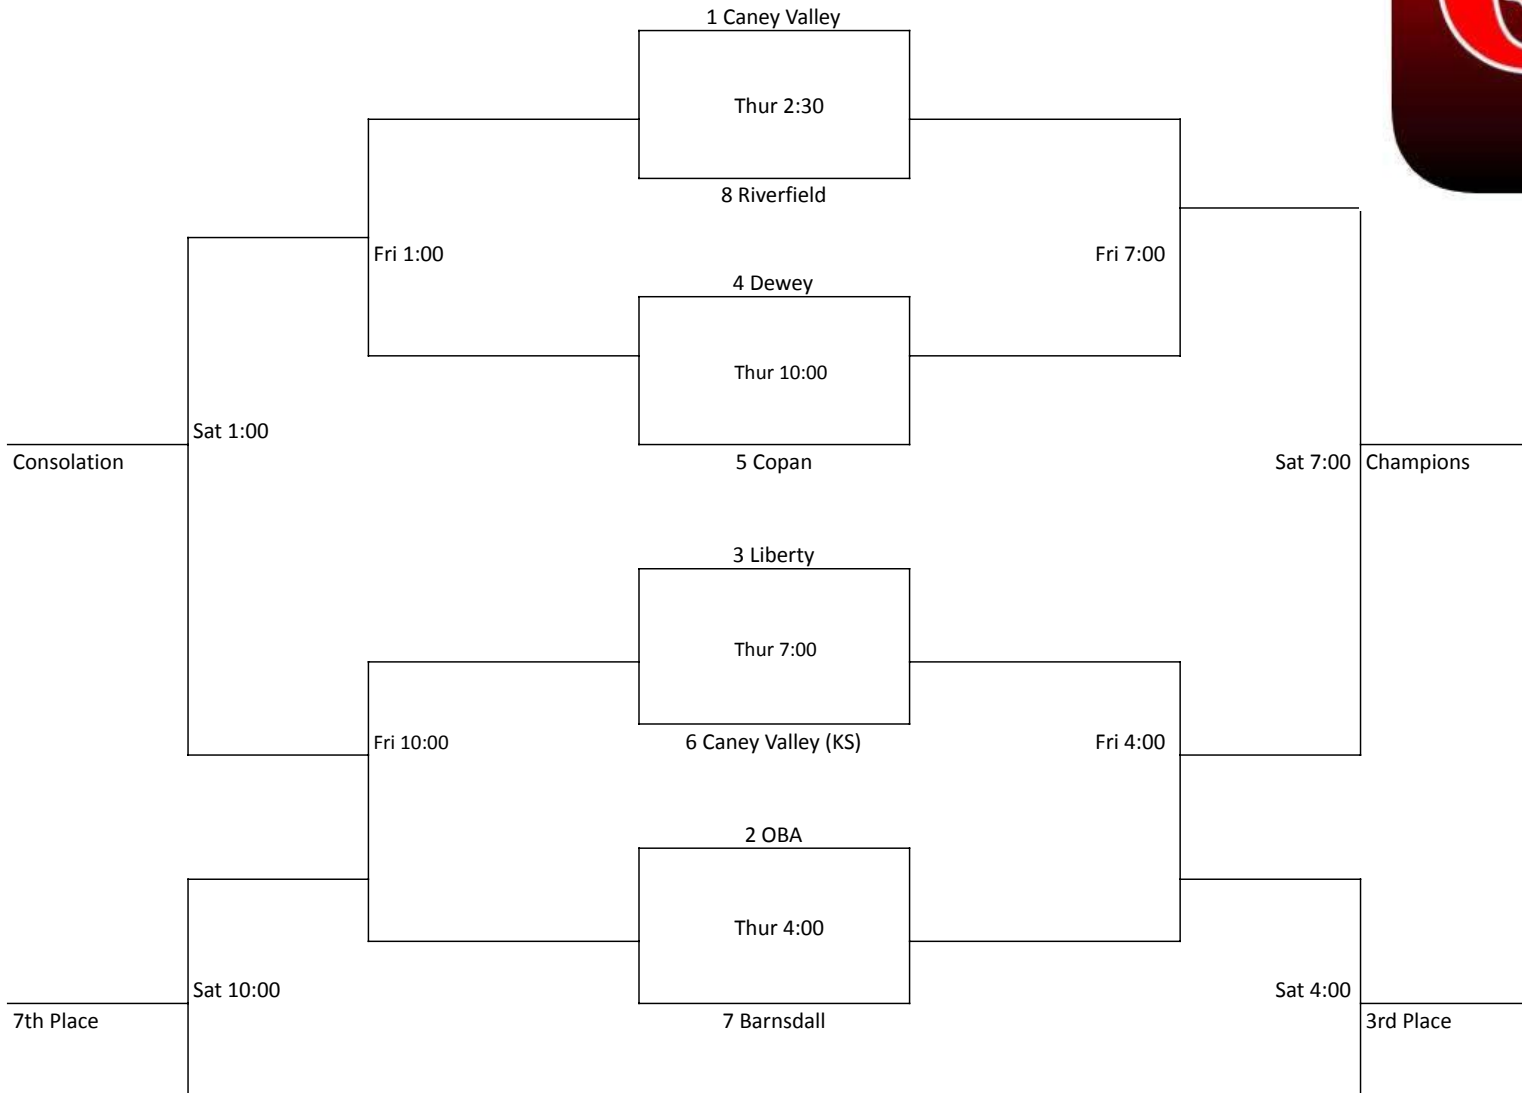 1 Caney Valley
Thur 2:30
8 Riverfield
Fri 1:00
Fri 7:00
4 Dewey
Thur 10:00
5 Copan
Sat 1:00
Consolation
Sat 7:00
Champions
3 Liberty
Thur 7:00
6 Caney Valley (KS)
Fri 10:00
Fri 4:00
2 OBA
Thur 4:00
7 Barnsdall
Sat 10:00
7th Place
Sat 4:00
3rd Place